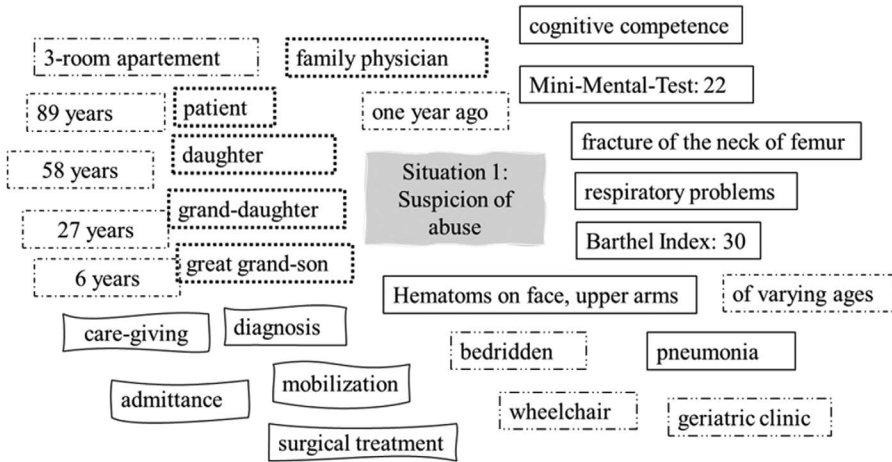 cognitive competence
3-room apartement
family physician
Mini-Mental-Test: 22
89 years
patient
one year ago
fracture of the neck of femur
daughter
58 years
Situation 1:
Suspicion of
abuse
respiratory problems
grand-daughter
27 years
Barthel Index: 30
great grand-son
6 years
Hematoms on face, upper arms
of varying ages
care-giving
diagnosis
bedridden
pneumonia
mobilization
admittance
wheelchair
geriatric clinic
surgical treatment